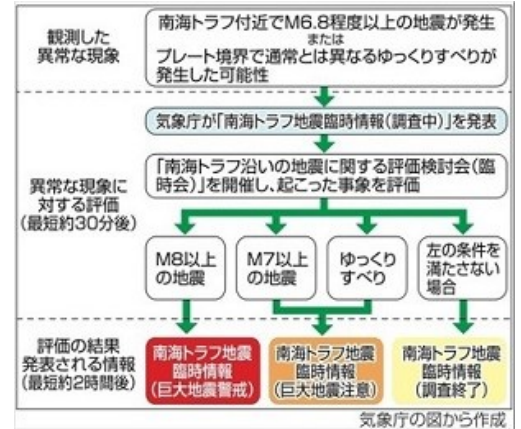 観測した
異常な現象
南海トラフ付近でM6.8程度以上の地震が発生
または
プレート境界で通常とは異なるゆっくりすべりが
発生した可能性
気象庁が「南海トラフ地震臨時情報(調査中)」を発表
異常な現象に
対する評価
(最短約30分後)
「南海トラフ沿いの地震に関する評価検討会(臨
時会)」を開催し、起こった事象を評価
M8以上
の地震
M7以上
の地震
ゆっくり
すべり
左の条件を
満たさない
場合
評価の結果
発表される情報
(最短約2時間後)
南海トラフ地震
臨時情報
(巨大地震警戒)
南海トラフ地震
臨時情報
(巨大地震注意)
南海トラフ地震
臨時情報
(調査終了)
気象庁の図から作成